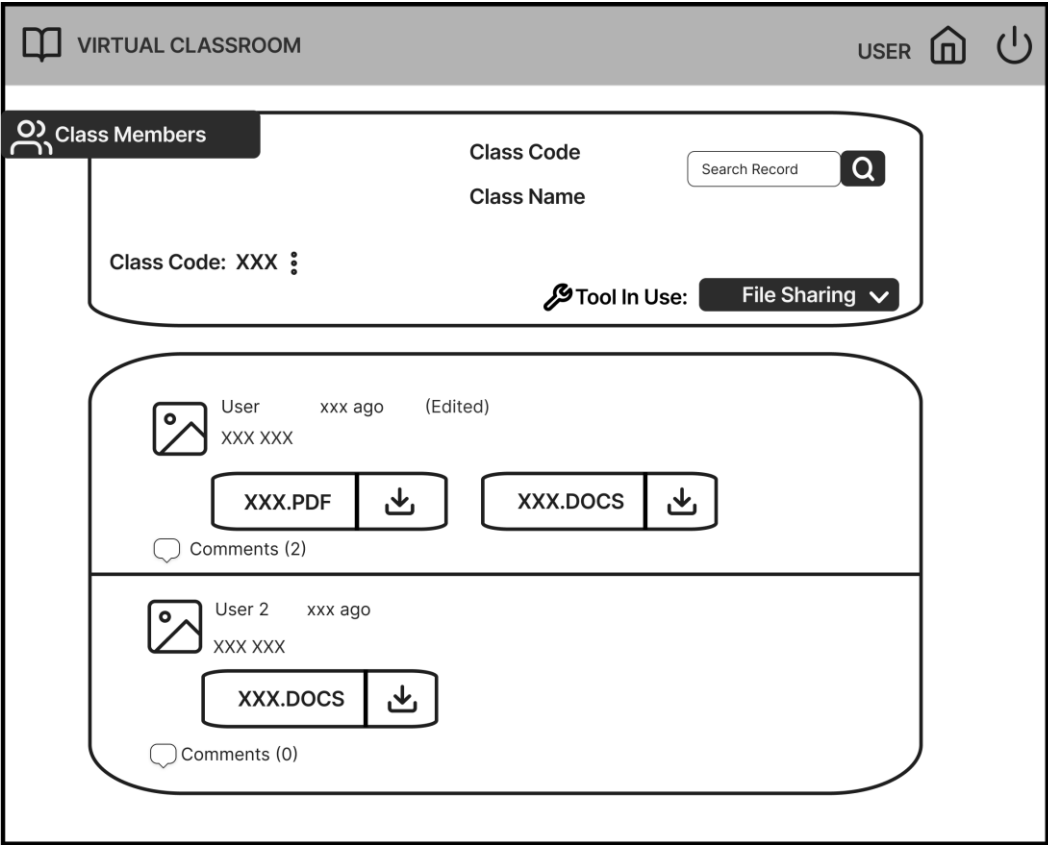 VIRTUAL CLASSROOM
USER
Class Members
Class Code
Search Record
Class Name
Class Code: XXX
Tool In Use:
File Sharing
User xxx ago (Edited)
XXX XXX
XXX.PDF
XXX.DOCS
Comments (2)
User 2 xxx ago
XXX XXX
XXX.DOCS
Comments (0)